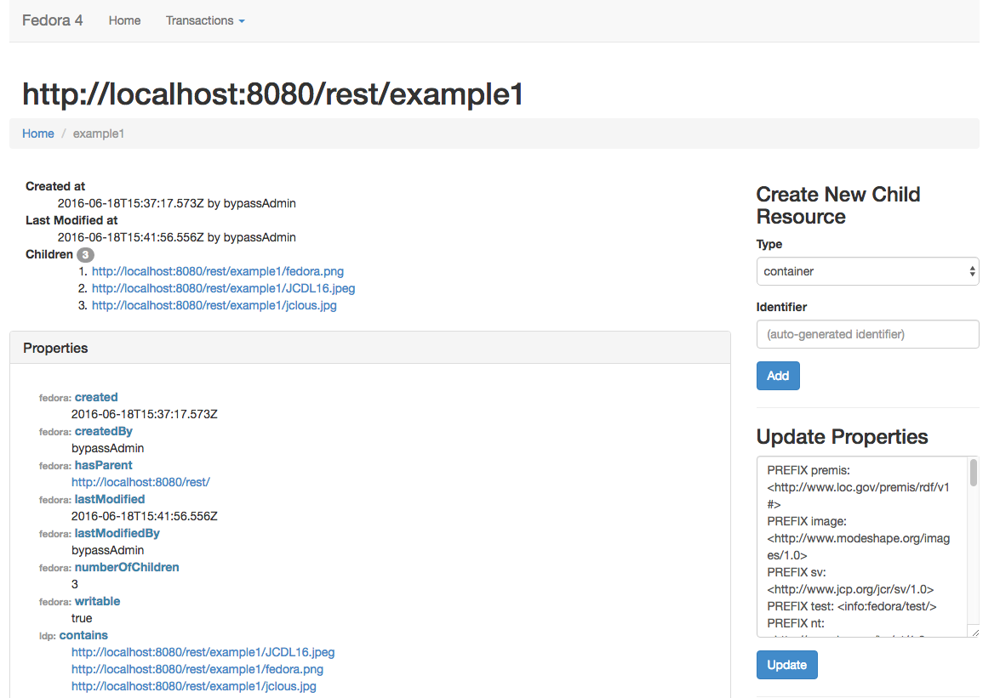 Fedora 4 Home Transactions
http://localhost:8080/rest/example1
Home / example1
Created at
2016-06-18T15:37:17.573Z by bypassAdmin
Last Modified at
2016-06-18T15:41:56.556Z by bypassAdmin
Children 3
1. http://localhost:8080/rest/example1/fedora.png
2. http://localhost:8080/rest/example1/JCDL16.jpeg
3. http://localhost:8080/rest/example1/jclous.jpg
Properties
fedora: created
2016-06-18T15:37:17.573Z
fedora: createdBy
bypassAdmin
fedora: hasParent
http://localhost:8080/rest/
fedora: lastModified
2016-06-18T15:41:56.556Z
fedora: lastModifiedBy
bypassAdmin
fedora: numberOfChildren
3
fedora: writable
true
ldp: contains
http://localhost:8080/rest/example1/JCDL16.jpeg
http://localhost:8080/rest/example1/fedora.png
http://localhost:8080/rest/example1/jclous.jpg
Create New Child
Resource
Type
container
Identifier
(auto-generated identifier)
Add
Update Properties
PREFIX premis:
<http://www.loc.gov/premis/rdf/v1
#>
PREFIX image:
<http://www.modeshape.org/imag
es/1.0>
PREFIX sv:
<http://www.jcp.org/jcr/sv/1.0>
PREFIX test: <info:fedora/test/>
PREFIX nt:
Update